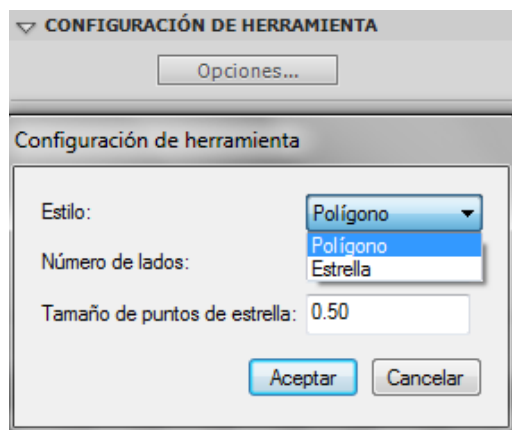 CONFIGURACIÓN DE HERRAMIENTA
Opciones...
Configuración de herramienta
Estilo: Polígono
Polígono
Estrella
Número de lados:
Tamaño de puntos de estrella: 0.50
Aceptar Cancelar